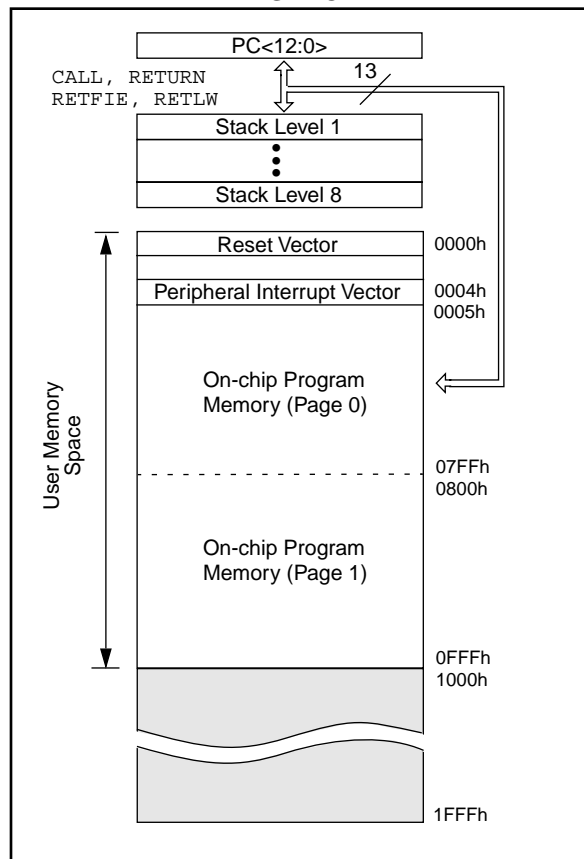 PC<12:0>
CALL, RETURN
RETFIE, RETLW
13
Stack Level 1
Stack Level 8
Reset Vector
0000h
Peripheral Interrupt Vector
0004h
0005h
User Memory
Space
On-chip Program
Memory (Page 0)
07FFh
0800h
On-chip Program
Memory (Page 1)
0FFFh
1000h
1FFFh